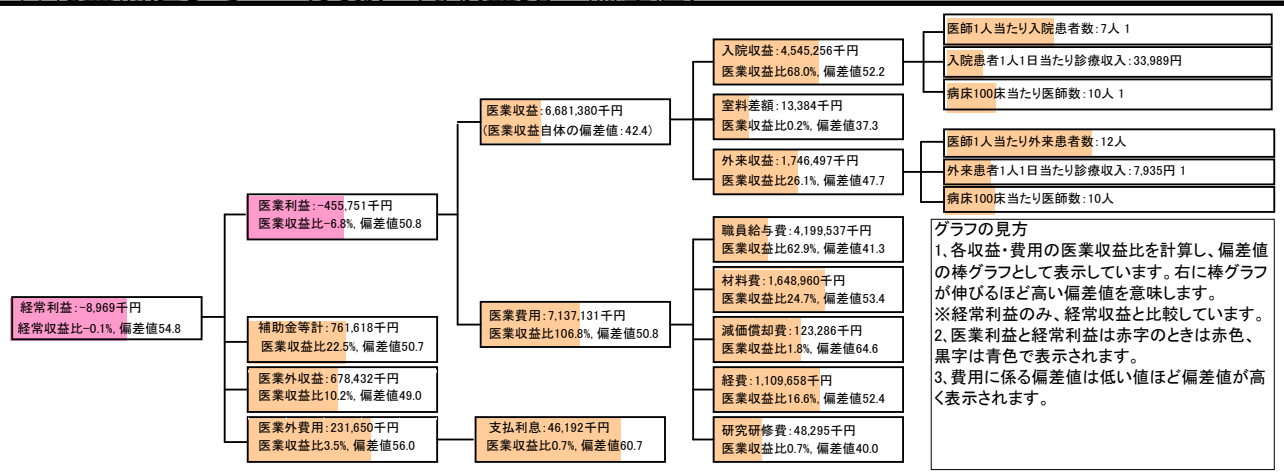 経常利益:-8,969千円
経常収益比-0.1%, 偏差値54.8
医業利益:-455,751千円
医業収益比-6.8%, 偏差値50.8
補助金等計:761,618千円
医業収益比22.5%, 偏差値50.7
医業外収益:678,432千円
医業収益比10.2%, 偏差値49.0
医業外費用:231,650千円
医業収益比3.5%, 偏差値56.0
医業収益:6,681,380千円
(医業収益自体の偏差値:42.4)
医業費用:7,137,131千円
医業収益比106.8%, 偏差値50.8
支払利息:46,192千円
医業収益比0.7%, 偏差値60.7
入院収益:4,545,256千円
医業収益比68.0%, 偏差値52.2
室料差額:13,384千円
医業収益比0.2%, 偏差値37.3
外来収益:1,746,497千円
医業収益比26.1%, 偏差値47.7
職員給与費:4,199,537千円
医業収益比62.9%, 偏差値41.3
材料費:1,648,960千円
医業収益比24.7%, 偏差値53.4
減価償却費:123,286千円
医業収益比1.8%, 偏差値64.6
経費:1,109,658千円
医業収益比16.6%, 偏差値52.4
研究研修費:48,295千円
医業収益比0.7%, 偏差値40.0
医師1人当たり入院患者数:7人 1
入院患者1人1日当たり診療収入:33,989円
病床100床当たり医師数:10人 1
医師1人当たり外来患者数:12人
外来患者1人1日当たり診療収入:7,935円 1
病床100床当たり医師数:10人
グラフの見方
1、各収益・費用の医業収益比を計算し、偏差値
の棒グラフとして表示しています。右に棒グラフ
が伸びるほど高い偏差値を意味します。
※経常利益のみ、経常収益と比較しています。
2、医業利益と経常利益は赤字のときは赤色、
黒字は青色で表示されます。
3、費用に係る偏差値は低い値ほど偏差値が高
く表示されます。